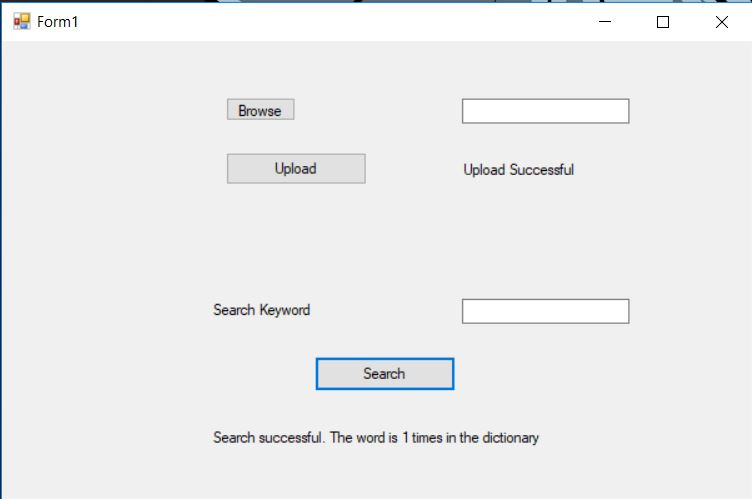 Form1
Browse
Upload
Upload Successful
Search Keyword
Search
Search successful. The word is 1 times in the dictionary